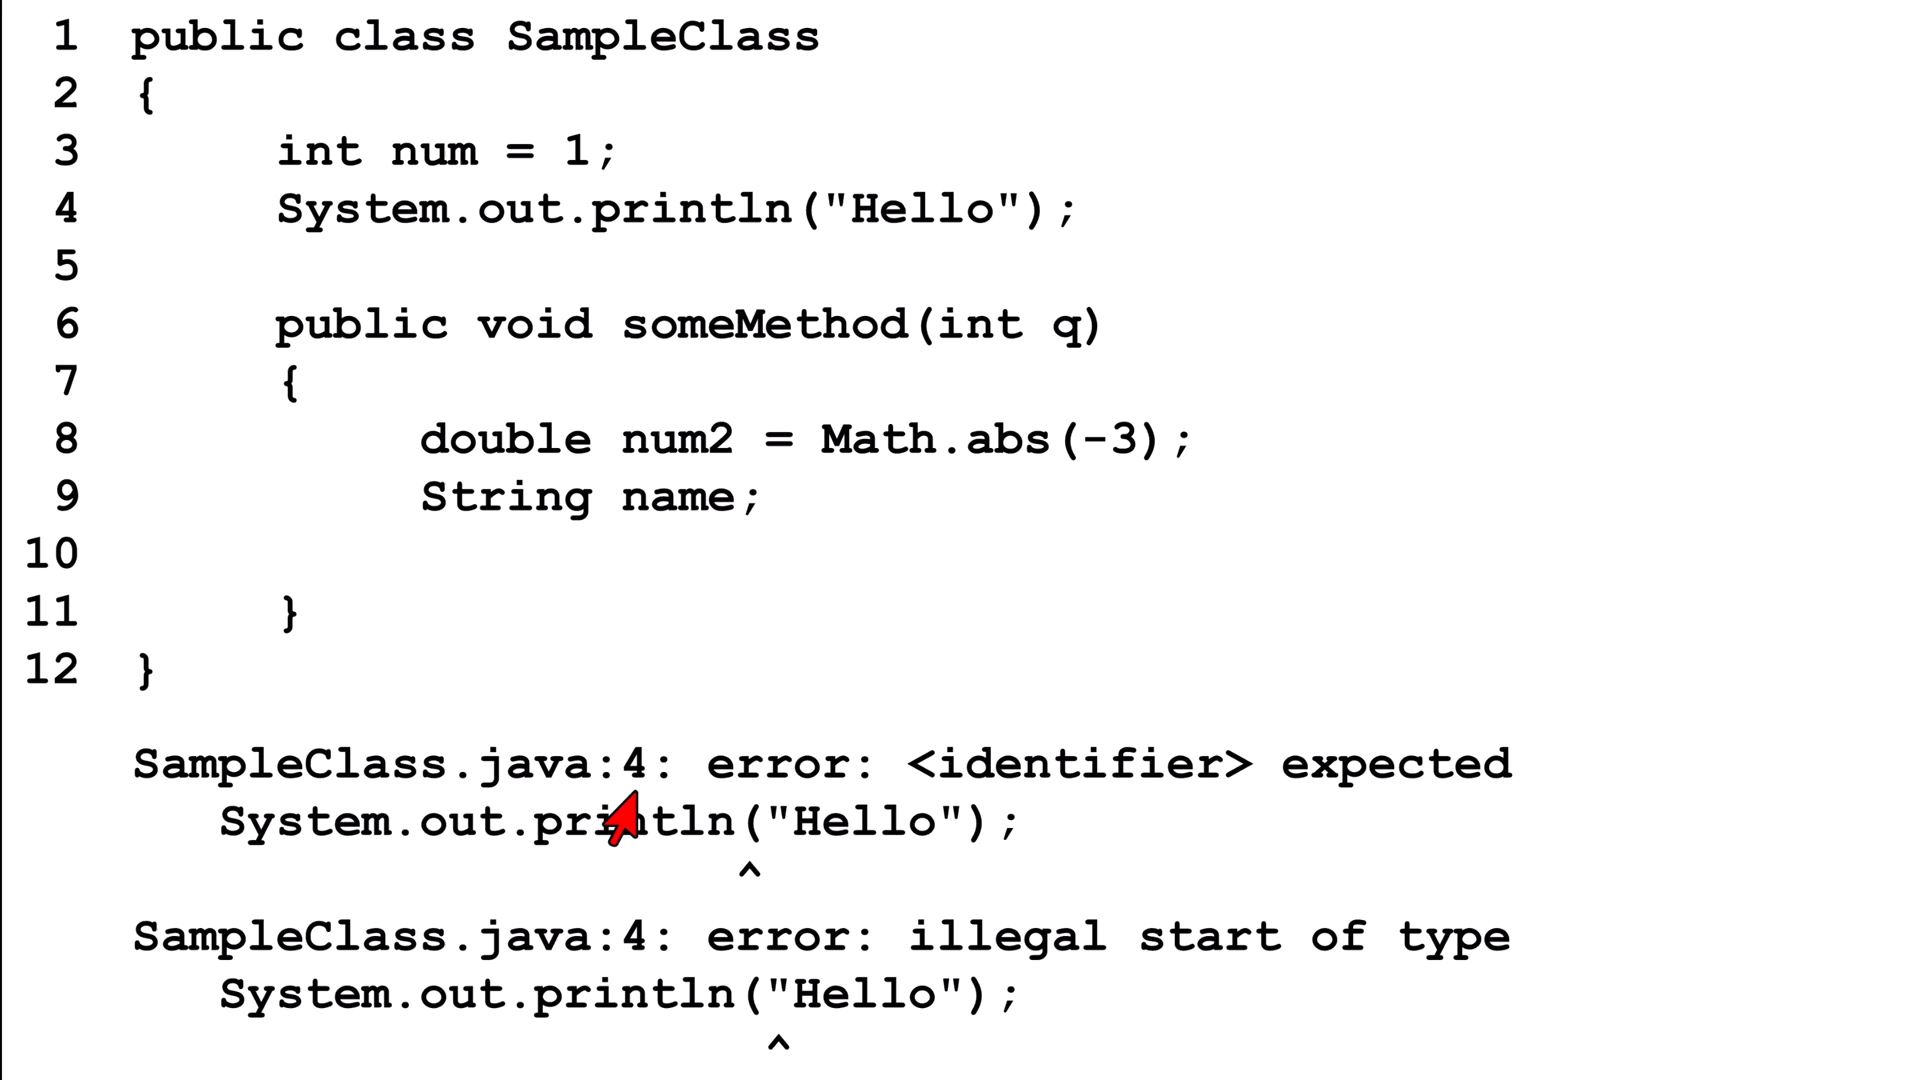 1 public class SampleClass
2 {
3 int num = 1;
4 System.out.println("Hello");
5
6 public void someMethod(int q)
7 {
8 double num2 = Math.abs(-3);
9 String name;
10
11 }
12 }
SampleClass.java:4: error: <identifier> expected
System.out.println("Hello");
^
SampleClass.java:4: error: illegal start of type
System.out.println("Hello");
^